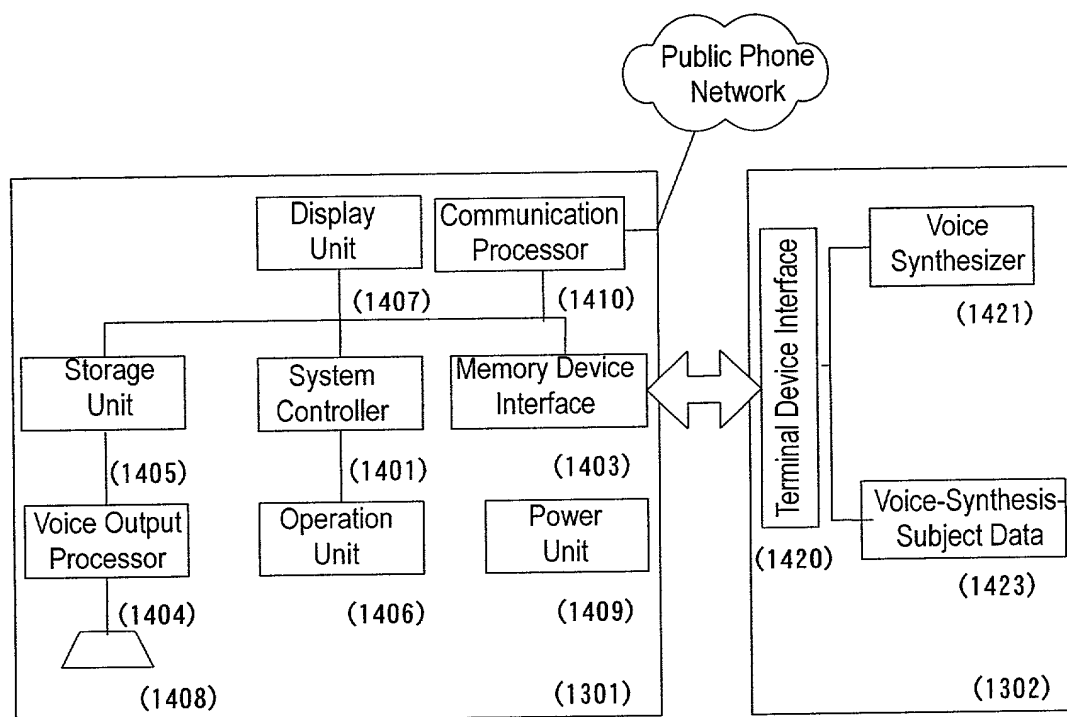 Public Phone
Network
Display
Unit
(1407)
Communication
Processor
(1410)
Storage
Unit
(1405)
System
Controller
(1401)
Memory Device
Interface
(1403)
Voice Output
Processor
(1404)
Operation
Unit
(1406)
Power
Unit
(1409)
(1408)
(1301)
Terminal Device Interface
(1420)
Voice
Synthesizer
(1421)
Voice-Synthesis-
Subject Data
(1423)
(1302)